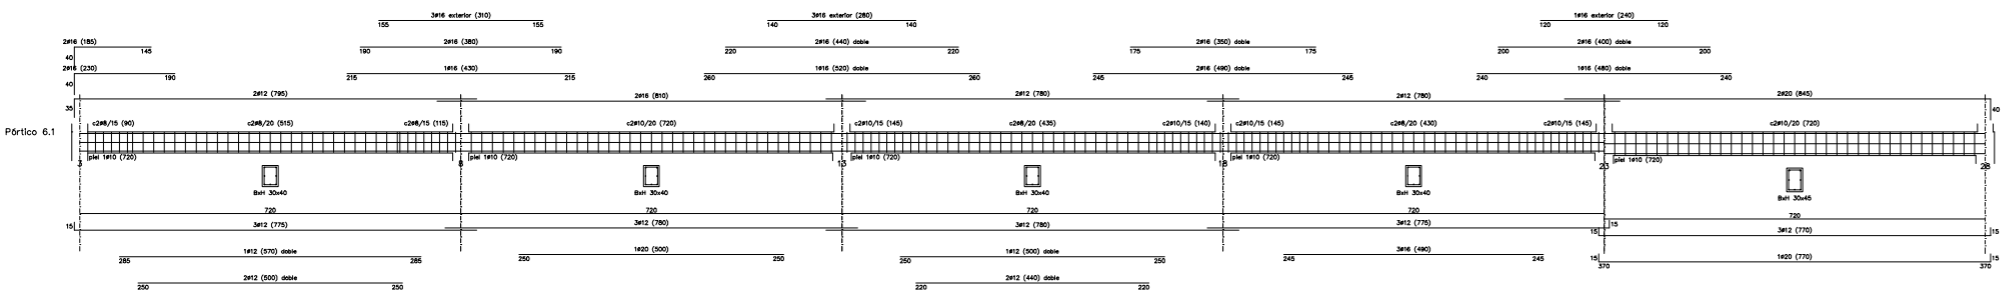 3ø16 exterior (310) 3ø16 exterior (280) 1ø16 exterior (240)
155 155 140 140 120 120
2ø16 (185) 2ø16 (380) 2ø16 (440) doble 2ø16 (350) doble 2ø16 (400) doble
40 145 190 190 220 220 175 175 200 200
2ø16 (230) 1ø16 (430) 1ø16 (520) doble 2ø16 (490) doble 1ø16 (480) doble
40 190 215 215 260 260 245 245 240 240
2ø12 (795) 2ø16 (810) 2ø12 (780) 2ø12 (780) 2ø20 (845)
35 40
c2ø8/15 (90) c2ø8/20 (515) c2ø8/15 (115) c2ø10/20 (720) c2ø10/15 (145) c2ø8/20 (435) c2ø10/15 (140) c2ø10/15 (145) c2ø8/20 (430) c2ø10/15 (145) c2ø10/20 (720)
Pórtico 6.1
piel 1ø10 (720) piel 1ø10 (720) piel 1ø10 (720) piel 1ø10 (720) piel 1ø10 (720)
3 8 13 18 23 28
BxH 30x40 BxH 30x40 BxH 30x40 BxH 30x40 BxH 30x45
720 720 720 720 720
15 3ø12 (775) 3ø12 (780) 3ø12 (780) 3ø12 (775) 15
15 3ø12 (770) 15
1ø12 (570) doble 1ø20 (500) 1ø12 (500) doble 3ø16 (490) 15 1ø20 (770) 15
285 285 250 250 250 250 245 245 370 370
2ø12 (500) doble 2ø12 (440) doble
250 250 220 220